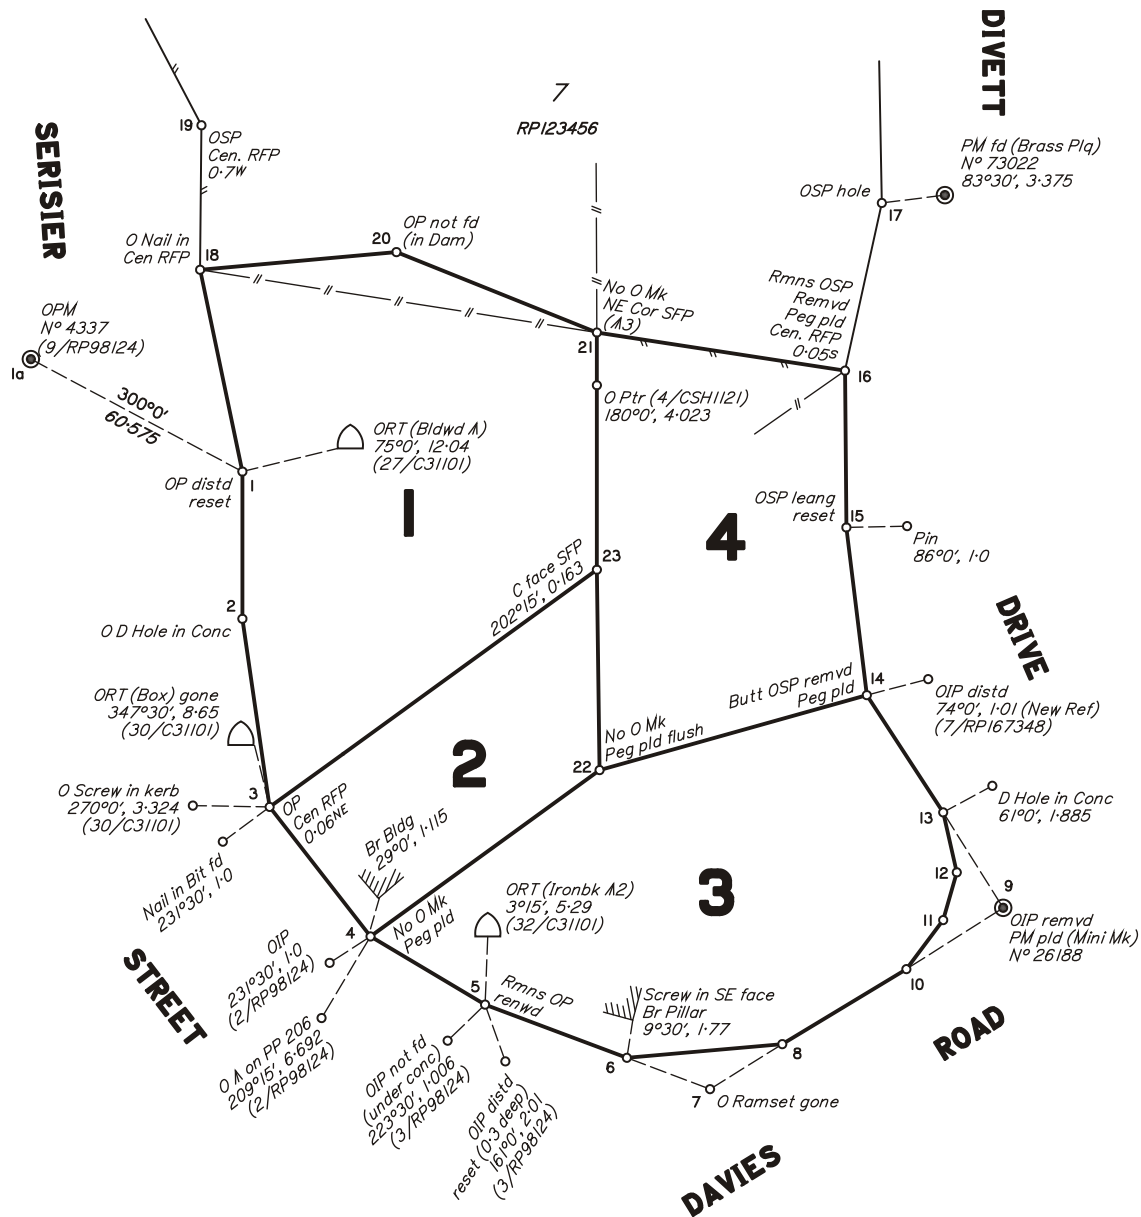 DIVETT
7
RP123456
SERISIER
19
OSP
Cen. RFP
0·7W
PM fd (Brass Plq)
Nº 73022
83°30′, 3·375
OSP hole
17
O Nail in
Cen RFP
18
20
OP not fd
(in Dam)
No O Mk
NE Cor SFP
(⋀3)
21
Rmns OSP
Remvd
Peg pld
Cen. RFP
0·05s
16
OPM
Nº 4337
(9/RP98124)
1a
300°0′
60·575
O Ptr (4/CSH1121)
180°0′, 4·023
ORT (Bldwd ⋀)
75°0′, 12·04
(27/C31101)
OP distd
reset
1
1
4
OSP leang
reset
15
Pin
86°0′, 1·0
23
C face SFP
202°15′, 0·163
2
O D Hole in Conc
DRIVE
ORT (Box) gone
347°30′, 8·65
(30/C31101)
Butt OSP remvd
Peg pld
14
OIP distd
74°0′, 1·01 (New Ref)
(7/RP167348)
No O Mk
Peg pld flush
22
2
O Screw in kerb
270°0′, 3·324
(30/C31101)
3
OP
Cen RFP
0·06NE
D Hole in Conc
61°0′, 1·885
13
Nail in Bit fd
231°30′, 1·0
Br Bldg
29°0′, 1·115
12
9
OIP remvd
PM pld (Mini Mk)
Nº 26188
11
10
3
ORT (Ironbk ⋀2)
3°15′, 5·29
(32/C31101)
4
No O Mk
Peg pld
STREET
OIP
231°30′, 1·0
(2/RP98124)
O ⋀ on PP 206
209°15′, 6·692
(2/RP98124)
5
Rmns OP
renwd
Screw in SE face
Br Pillar
9°30′, 1·77
6
8
7
O Ramset gone
ROAD
OIP not fd
(under conc)
223°30′, 1·006
(3/RP98124)
OIP distd
(0·3 deep)
reset
161°0′, 2·01
(3/RP98124)
DAVIES